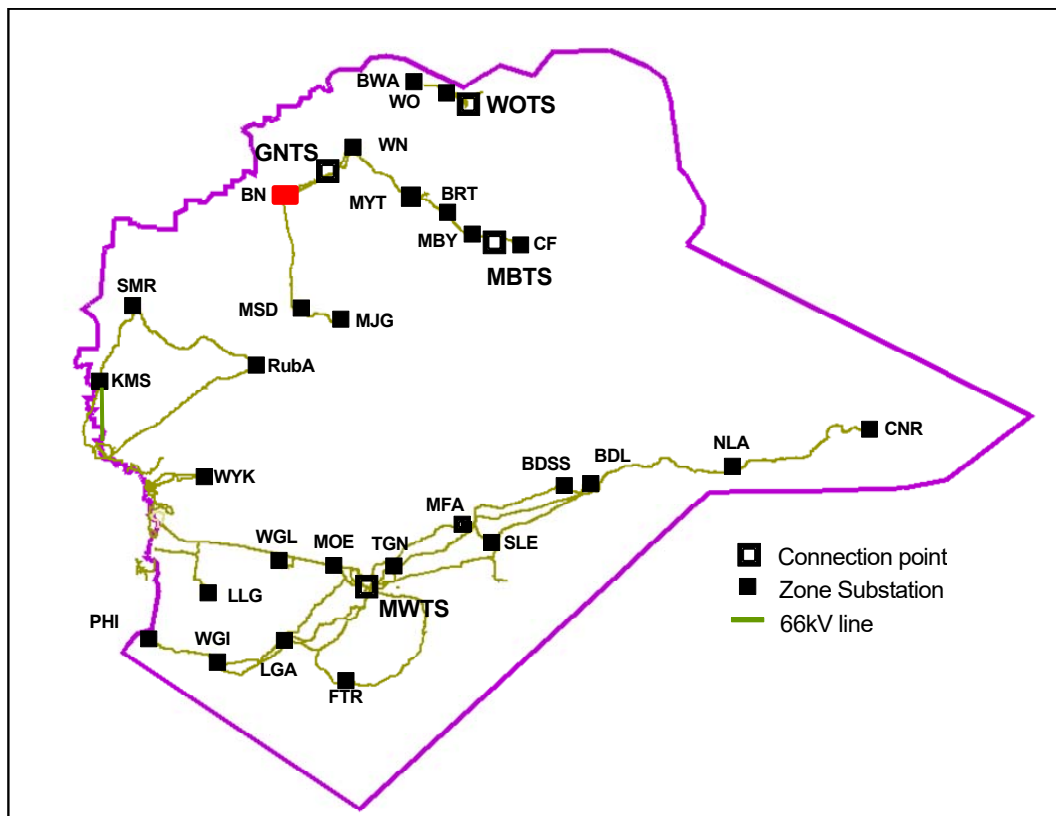 BWA
WO
WOTS
WN
GNTS
BN
MYT
BRT
MBY
CF
MBTS
SMR
MSD
MJG
RubA
KMS
CNR
NLA
BDL
BDSS
WYK
MFA
WGL
MOE
TGN
SLE
Connection point
LLG
MWTS
Zone Substation
PHI
WGI
66kV line
LGA
FTR